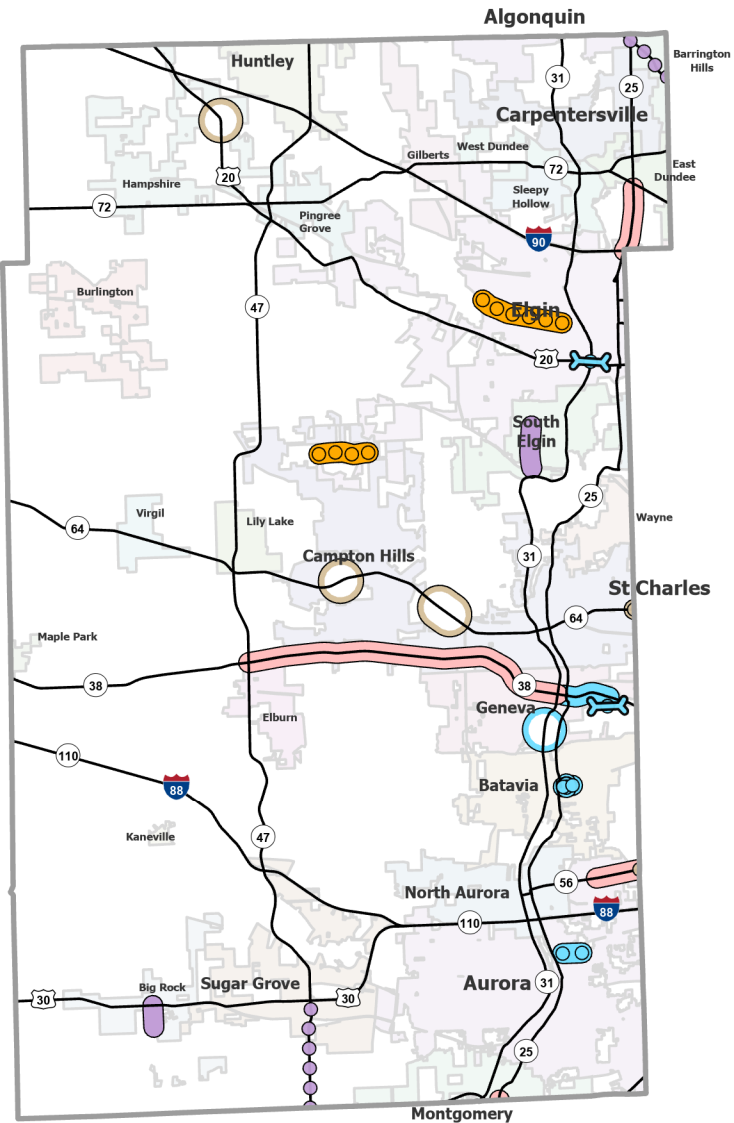 Algonquin
Huntley
Barrington
Hills
31
25
Carpentersville
West Dundee
Gilberts
72
East
Dundee
20
Hampshire
Sleepy
Hollow
72
Pingree
Grove
90
Burlington
47
Elgin
20
South
Elgin
25
Virgil
Lily Lake
Wayne
64
Campton Hills
31
St Charles
64
Maple Park
38
38
Geneva
Elburn
110
88
Batavia
Kaneville
47
56
North Aurora
88
110
Sugar Grove
Aurora
31
Big Rock
30
30
25
Montgomery